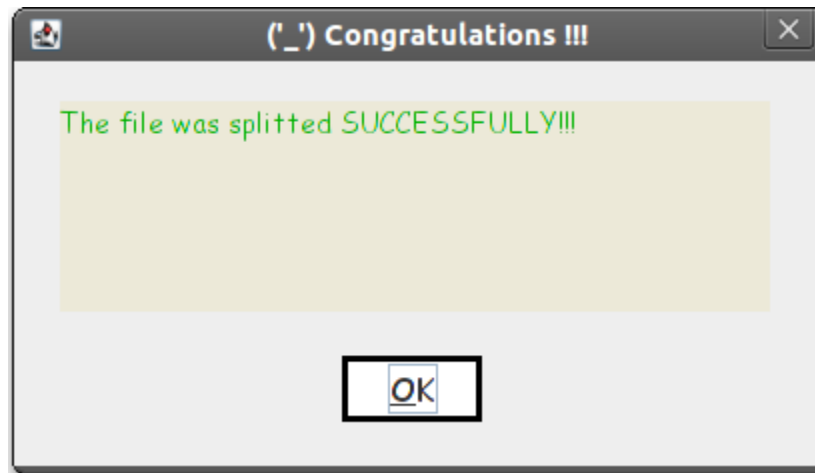 ('_') Congratulations !!!
The file was splitted SUCCESSFULLY!!!
OK